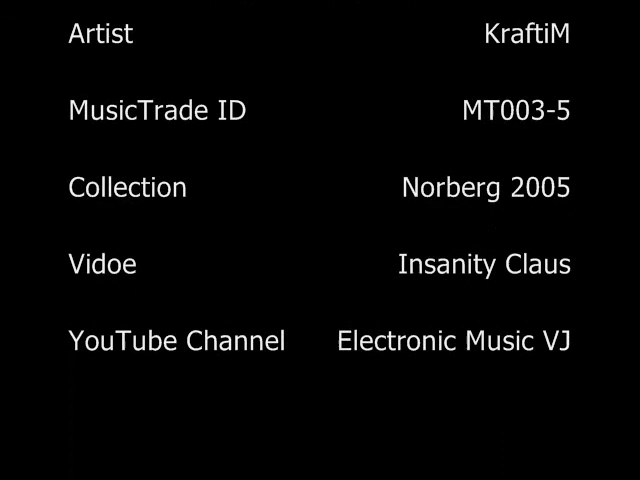 Artist KraftiM
MusicTrade ID MT003-5
Collection Norberg 2005
Vidoe Insanity Claus
YouTube Channel Electronic Music VJ